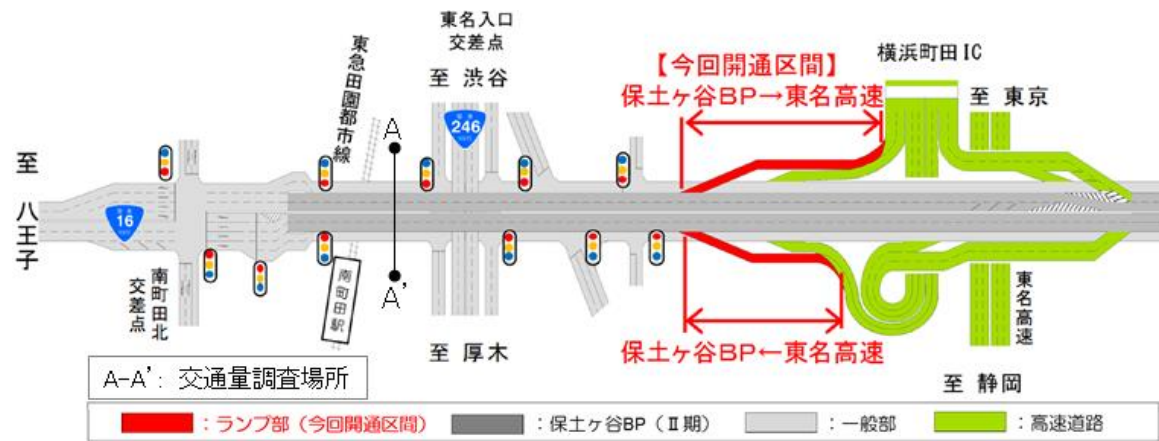 東名入口
交差点
至 渋谷
東急田園都市線
【今回開通区間】
保土ヶ谷BP→東名高速
横浜町田IC
至 東京
A
246
至 八王子
16
南町田北
交差点
南町田駅
A'
至 厚木
保土ヶ谷BP←東名高速
東名高速
至 静岡
A-A'： 交通量調査場所
：ランプ部（今回開通区間）
：保土ヶ谷BP（Ⅱ期）
：一般部
：高速道路